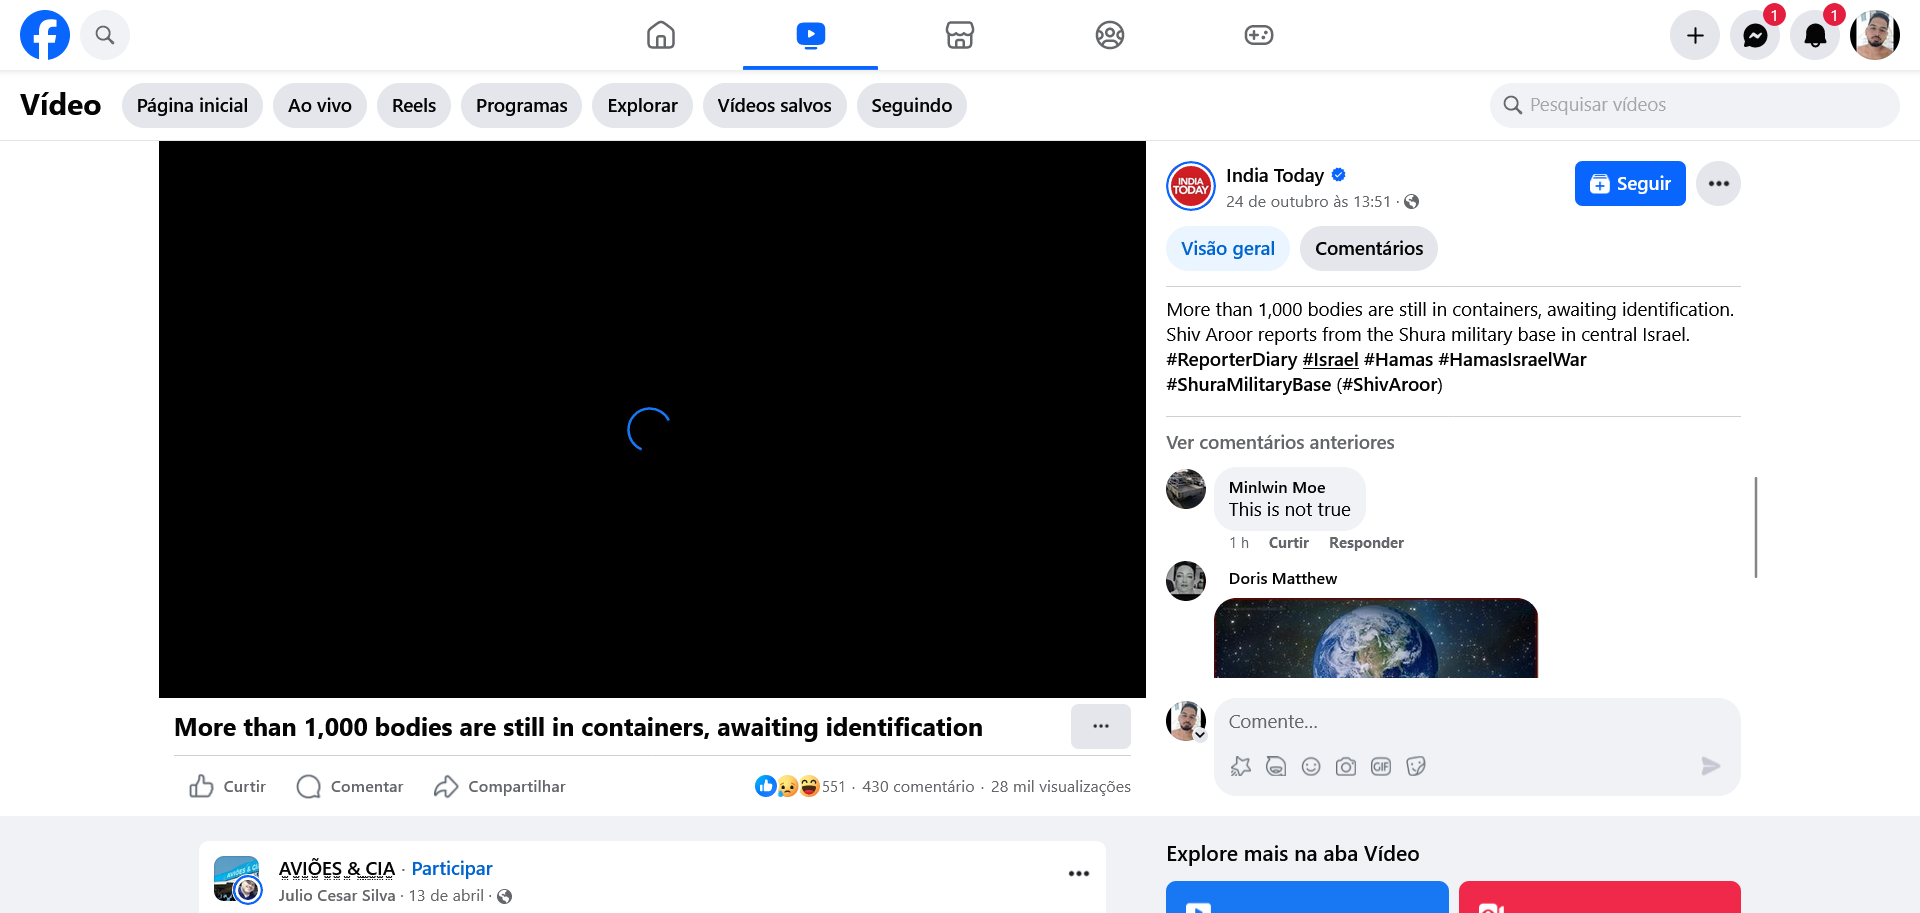 1
1
Vídeo
Página inicial
Ao vivo
Reels
Programas
Explorar
Vídeos salvos
Seguindo
Pesquisar vídeos
INDIA
TODAY
India Today
24 de outubro às 13:51 ·
Seguir
Visão geral
Comentários
More than 1,000 bodies are still in containers, awaiting identification.
Shiv Aroor reports from the Shura military base in central Israel.
#ReporterDiary #Israel #Hamas #HamasIsraelWar
#ShuraMilitaryBase (#ShivAroor)
Ver comentários anteriores
Minlwin Moe
This is not true
1 h Curtir Responder
Doris Matthew
Comente...
GIF
More than 1,000 bodies are still in containers, awaiting identification
Curtir
Comentar
Compartilhar
551 · 430 comentário · 28 mil visualizações
AVIÕES & CIA · Participar
Julio Cesar Silva · 13 de abril ·
Explore mais na aba Vídeo